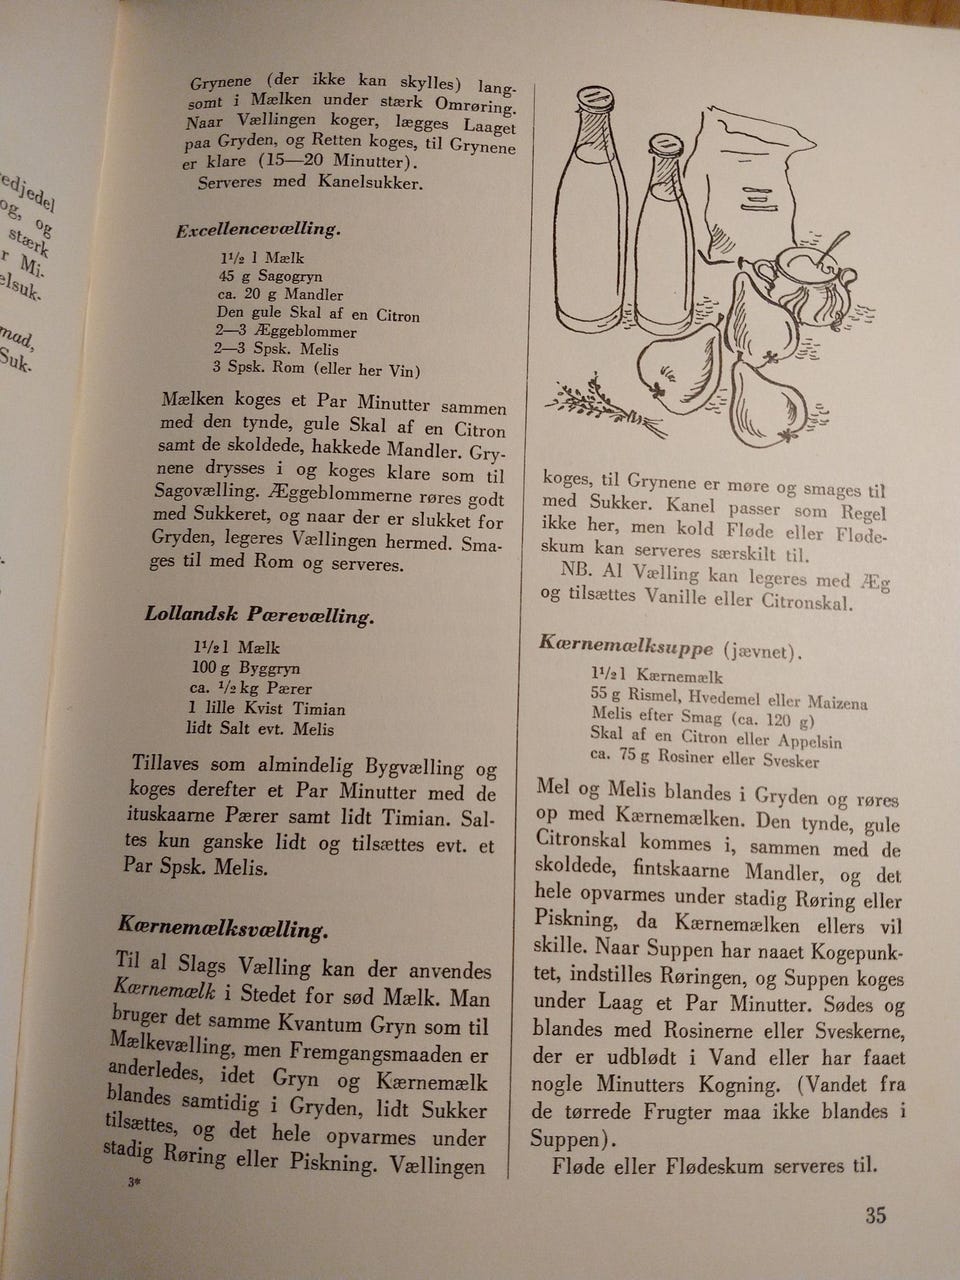 edjedel
og, og
stærk
r Mi-
elsuk-
mad,
Suk-
Grynene (der ikke kan skylles) lang-
somt i Mælken under stærk Omrøring.
Naar Vællingen koger, lægges Laaget
paa Gryden, og Retten koges, til Grynene
er klare (15—20 Minutter).
Serveres med Kanelsukker.
Excellencevælling.
1½ l Mælk
45 g Sagogryn
ca. 20 g Mandler
Den gule Skal af en Citron
2—3 Æggeblommer
2—3 Spsk. Melis
3 Spsk. Rom (eller her Vin)
Mælken koges et Par Minutter sammen
med den tynde, gule Skal af en Citron
samt de skoldede, hakkede Mandler. Gry-
nene drysses i og koges klare som til
Sagovælling. Æggeblommerne røres godt
med Sukkeret, og naar der er slukket for
Gryden, legeres Vællingen hermed. Sma-
ges til med Rom og serveres.
Lollandsk Pærevælling.
1½ l Mælk
100 g Byggryn
ca. ½ kg Pærer
1 lille Kvist Timian
lidt Salt evt. Melis
Tillaves som almindelig Bygvælling og
koges derefter et Par Minutter med de
ituskaarne Pærer samt lidt Timian. Sal-
tes kun ganske lidt og tilsættes evt. et
Par Spsk. Melis.
Kærnemælksvælling.
Til al Slags Vælling kan der anvendes
Kærnemælk i Stedet for sød Mælk. Man
bruger det samme Kvantum Gryn som til
Mælkevælling, men Fremgangsmaaden er
anderledes, idet Gryn og Kærnemælk
blandes samtidig i Gryden, lidt Sukker
tilsættes, og det hele opvarmes under
stadig Røring eller Piskning. Vællingen
3*
koges, til Grynene er møre og smages til
med Sukker. Kanel passer som Regel
ikke her, men kold Fløde eller Fløde-
skum kan serveres særskilt til.
NB. Al Vælling kan legeres med Æg
og tilsættes Vanille eller Citronskal.
Kærnemælksuppe (jævnet).
1½ l Kærnemælk
55 g Rismel, Hvedemel eller Maizena
Melis efter Smag (ca. 120 g)
Skal af en Citron eller Appelsin
ca. 75 g Rosiner eller Svesker
Mel og Melis blandes i Gryden og røres
op med Kærnemælken. Den tynde, gule
Citronskal kommes i, sammen med de
skoldede, fintskaarne Mandler, og det
hele opvarmes under stadig Røring eller
Piskning, da Kærnemælken ellers vil
skille. Naar Suppen har naaet Kogepunk-
tet, indstilles Røringen, og Suppen koges
under Laag et Par Minutter. Sødes og
blandes med Rosinerne eller Sveskerne,
der er udblødt i Vand eller har faaet
nogle Minutters Kogning. (Vandet fra
de tørrede Frugter maa ikke blandes i
Suppen).
Fløde eller Flødeskum serveres til.
35